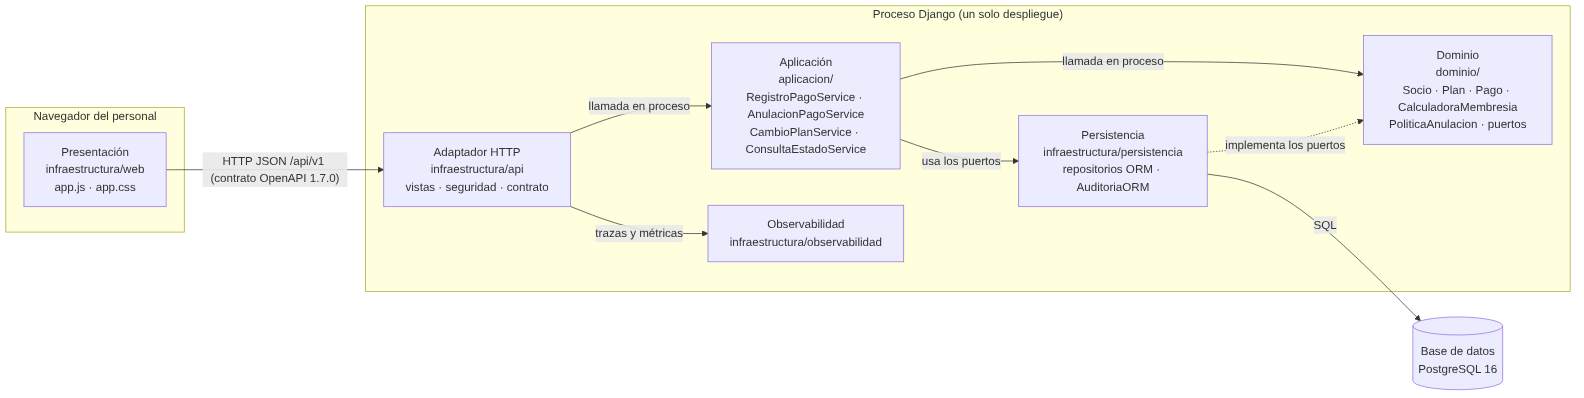 Proceso Django (un solo despliegue)
Navegador del personal
Presentación
infraestructura/web
app.js · app.css
HTTP JSON /api/v1
(contrato OpenAPI 1.7.0)
Adaptador HTTP
infraestructura/api
vistas · seguridad · contrato
llamada en proceso
trazas y métricas
Aplicación
aplicacion/
RegistroPagoService ·
AnulacionPagoService
CambioPlanService ·
ConsultaEstadoService
Observabilidad
infraestructura/observabilidad
llamada en proceso
usa los puertos
Persistencia
infraestructura/persistencia
repositorios ORM ·
AuditoriaORM
implementa los puertos
SQL
Dominio
dominio/
Socio · Plan · Pago ·
CalculadoraMembresia
PoliticaAnulacion · puertos
Base de datos
PostgreSQL 16